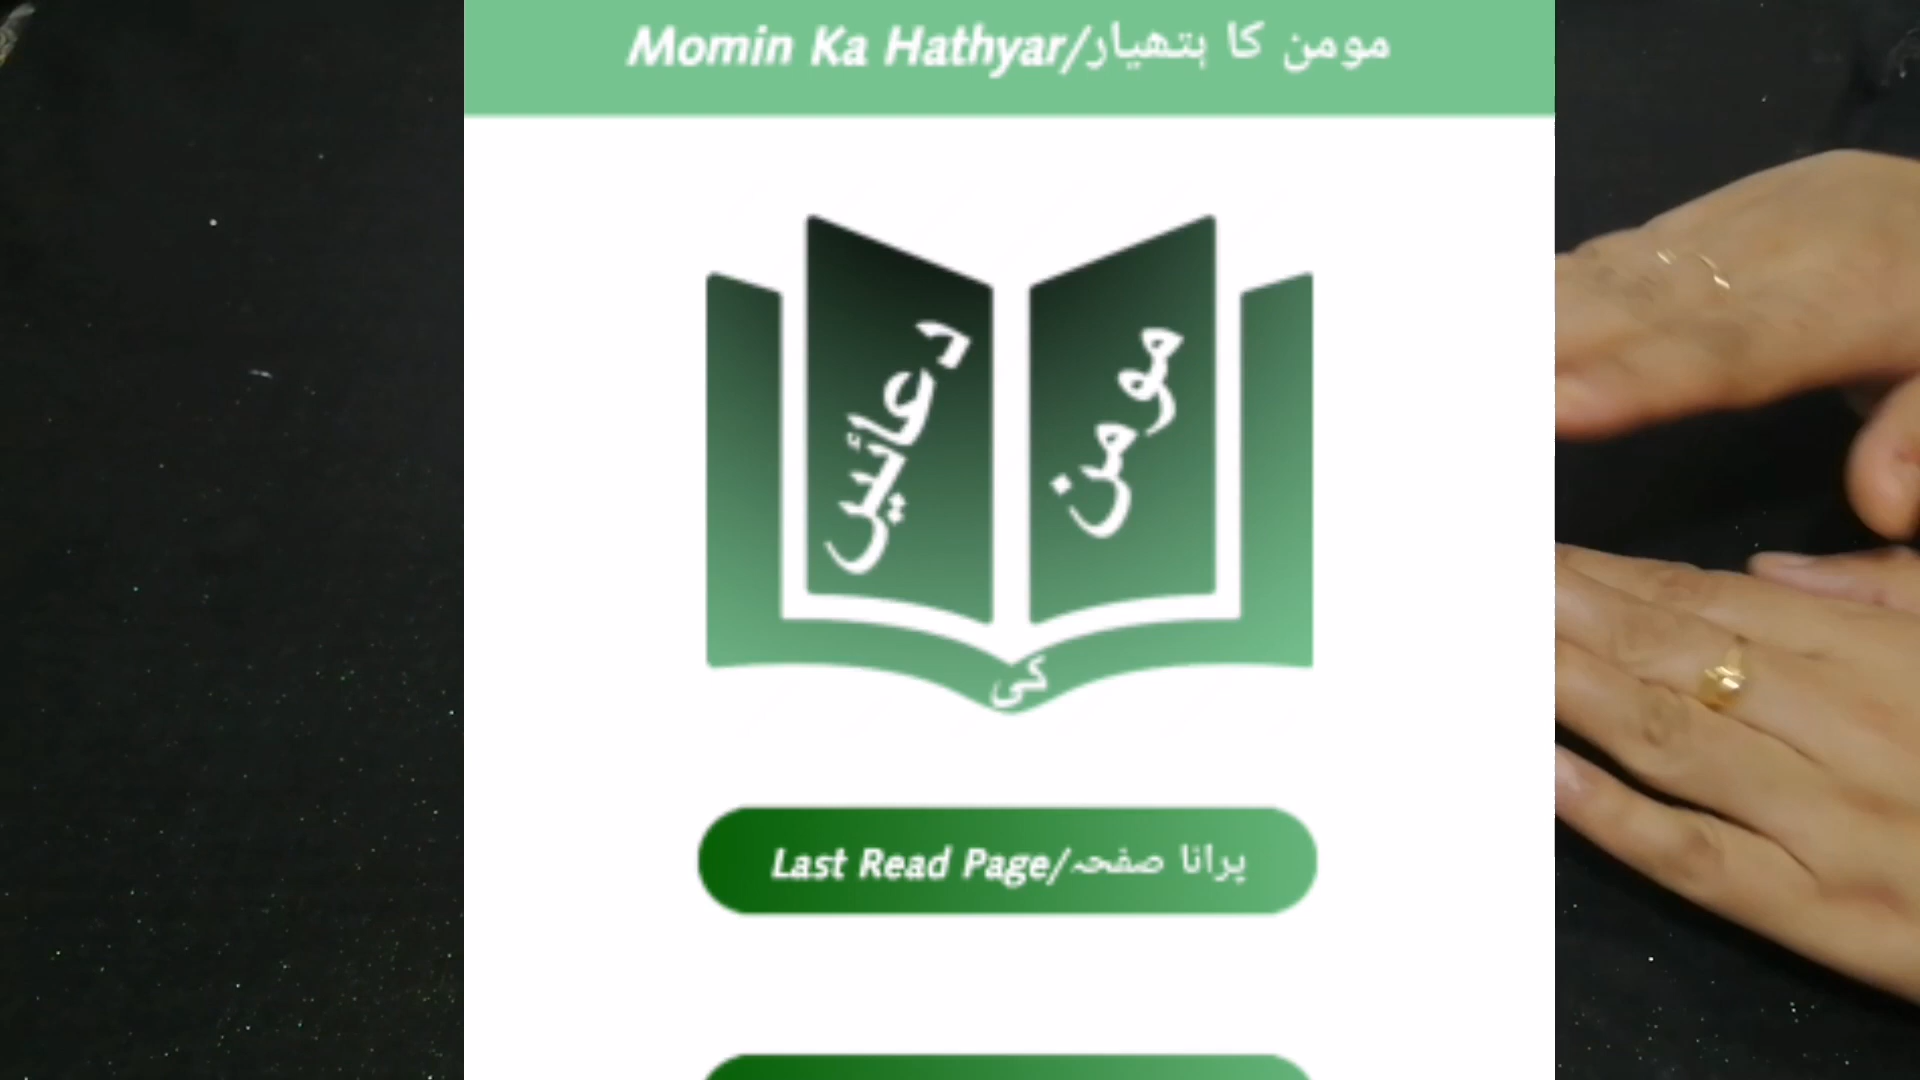 Momin Ka Hathyar/مومن کا ہتھیار
مومن
دعائیں
کی
Last Read Page/پرانا صفحہ